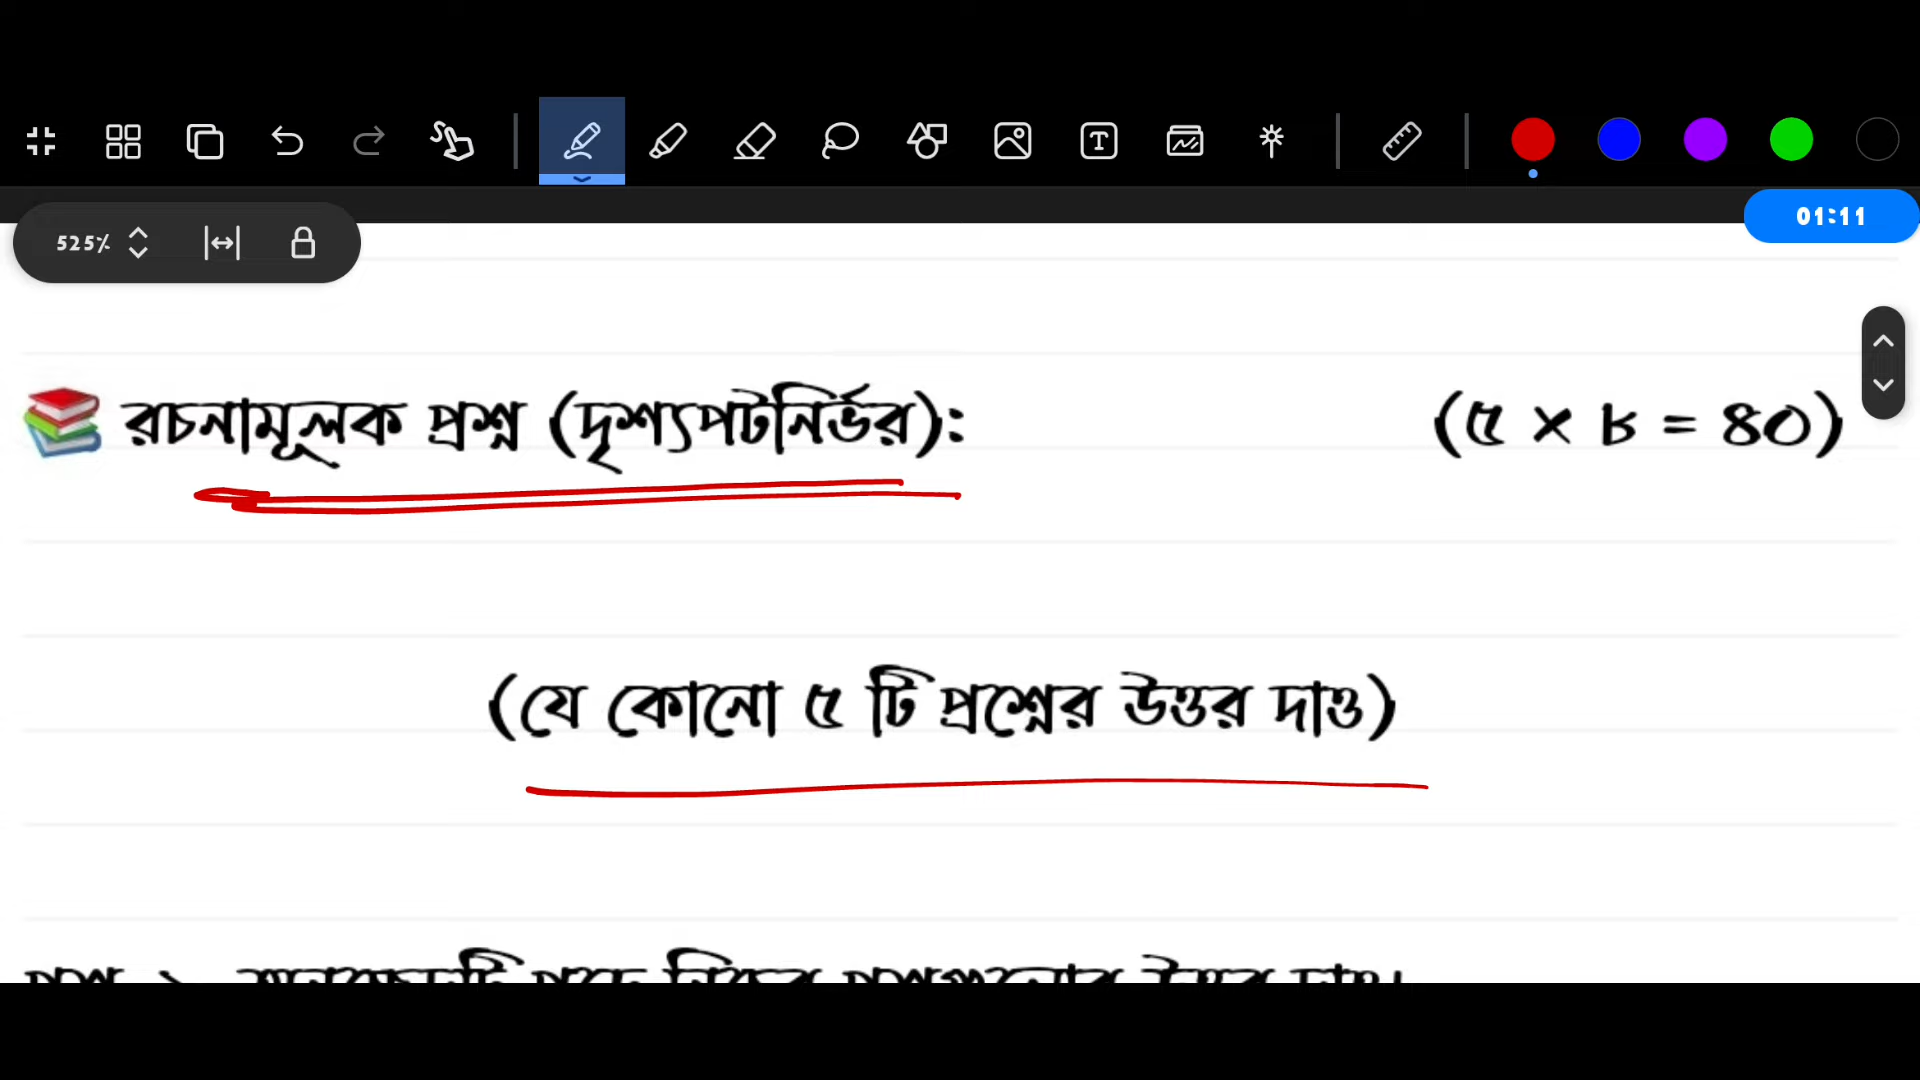 525%
01:11
রচনামূলক প্রশ্ন (দৃশ্যপটনির্ভর): (৫ × ৮ = ৪০)
(যে কোনো ৫ টি প্রশ্নের উত্তর দাও)